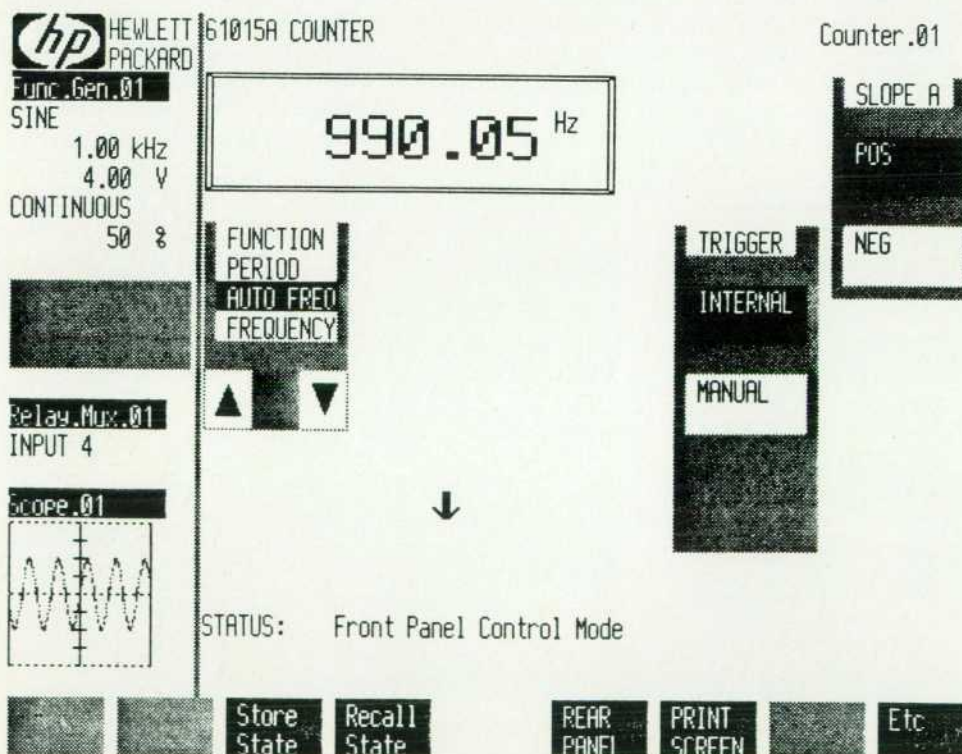 hp HEWLETT
PACKARD
61015A COUNTER
Counter.01
Func.Gen.01
SINE
1.00 kHz
4.00 V
CONTINUOUS
50 %
990.05 Hz
FUNCTION
PERIOD
AUTO FREQ
FREQUENCY
TRIGGER
INTERNAL
MANUAL
SLOPE A
POS
NEG
Relay.Mux.01
INPUT 4
Scope.01
STATUS: Front Panel Control Mode
Store
State
Recall
State
REAR
PANEL
PRINT
SCREEN
Etc